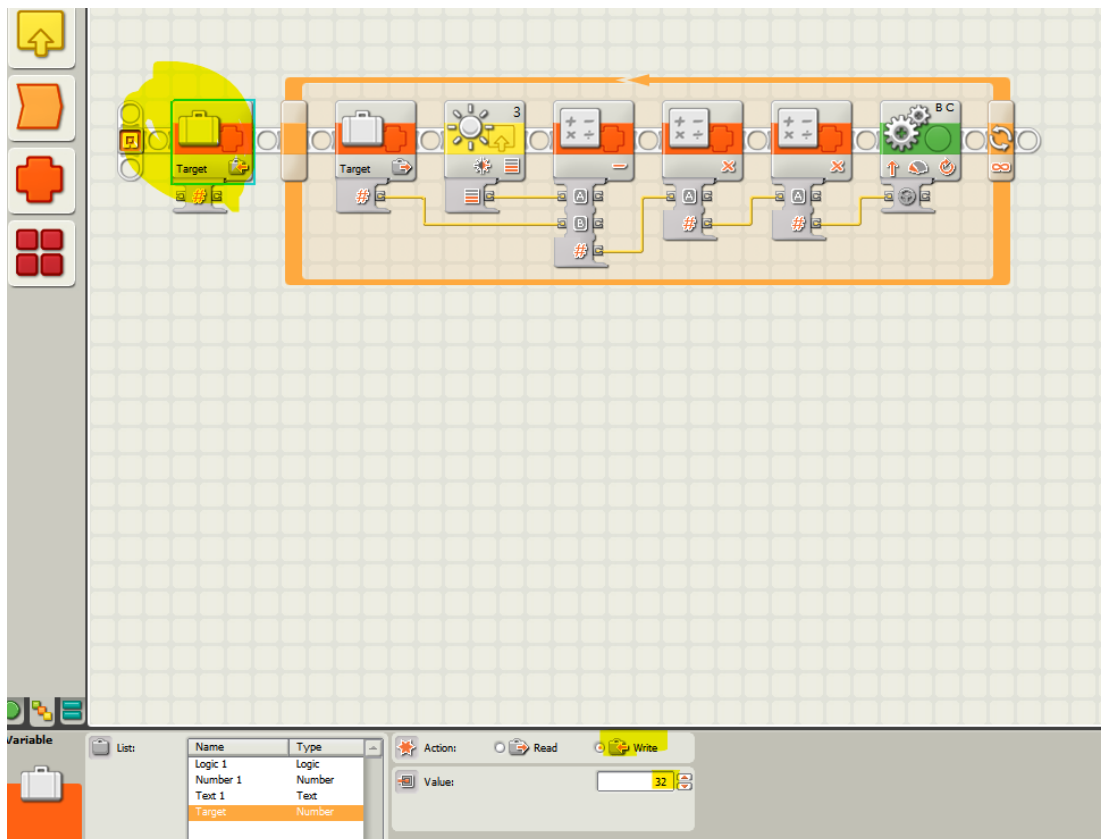 3
B C
Target
Target
A
A
A
#
#
B
#
#
#
Variable
List:
Name Type
Logic 1 Logic
Number 1 Number
Text 1 Text
Target Number
Action: Read Write
Value: 32